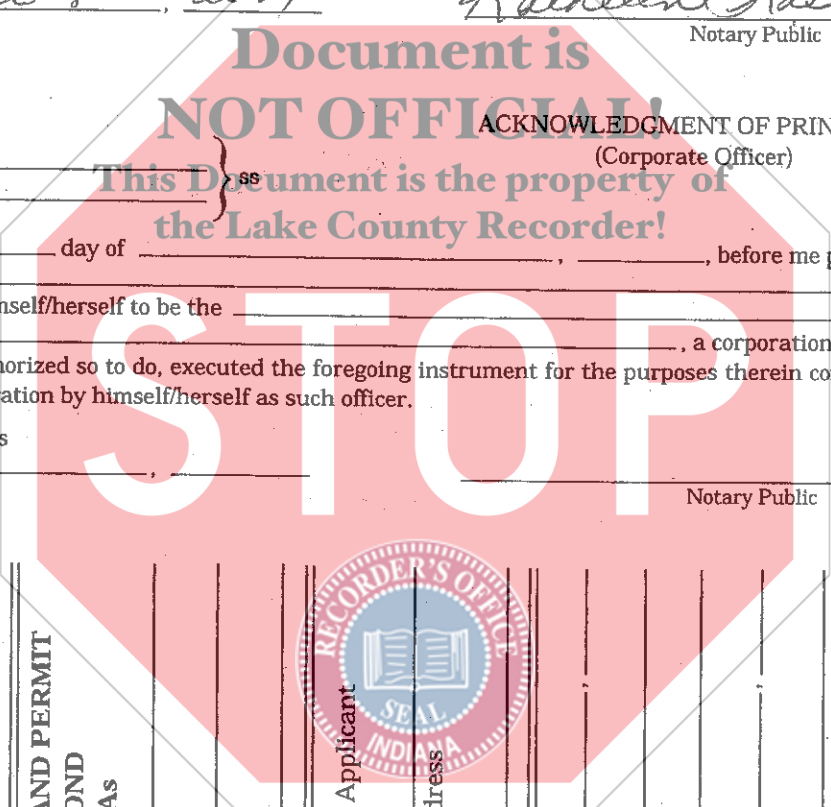 Notary Public
Document is
NOT OFFICIAL!
ACKNOWLEDGMENT OF PRIN
(Corporate Officer)
} ss
This Document is the property of
the Lake County Recorder!
day of , , before me p
nself/herself to be the
, a corporation
horized so to do, executed the foregoing instrument for the purposes therein co
ation by himself/herself as such officer.
s
,
STOP
Notary Public
RECORDER'S OFFICE
SEAL
INDIANA
AND PERMIT
OND
As
Applicant
dress